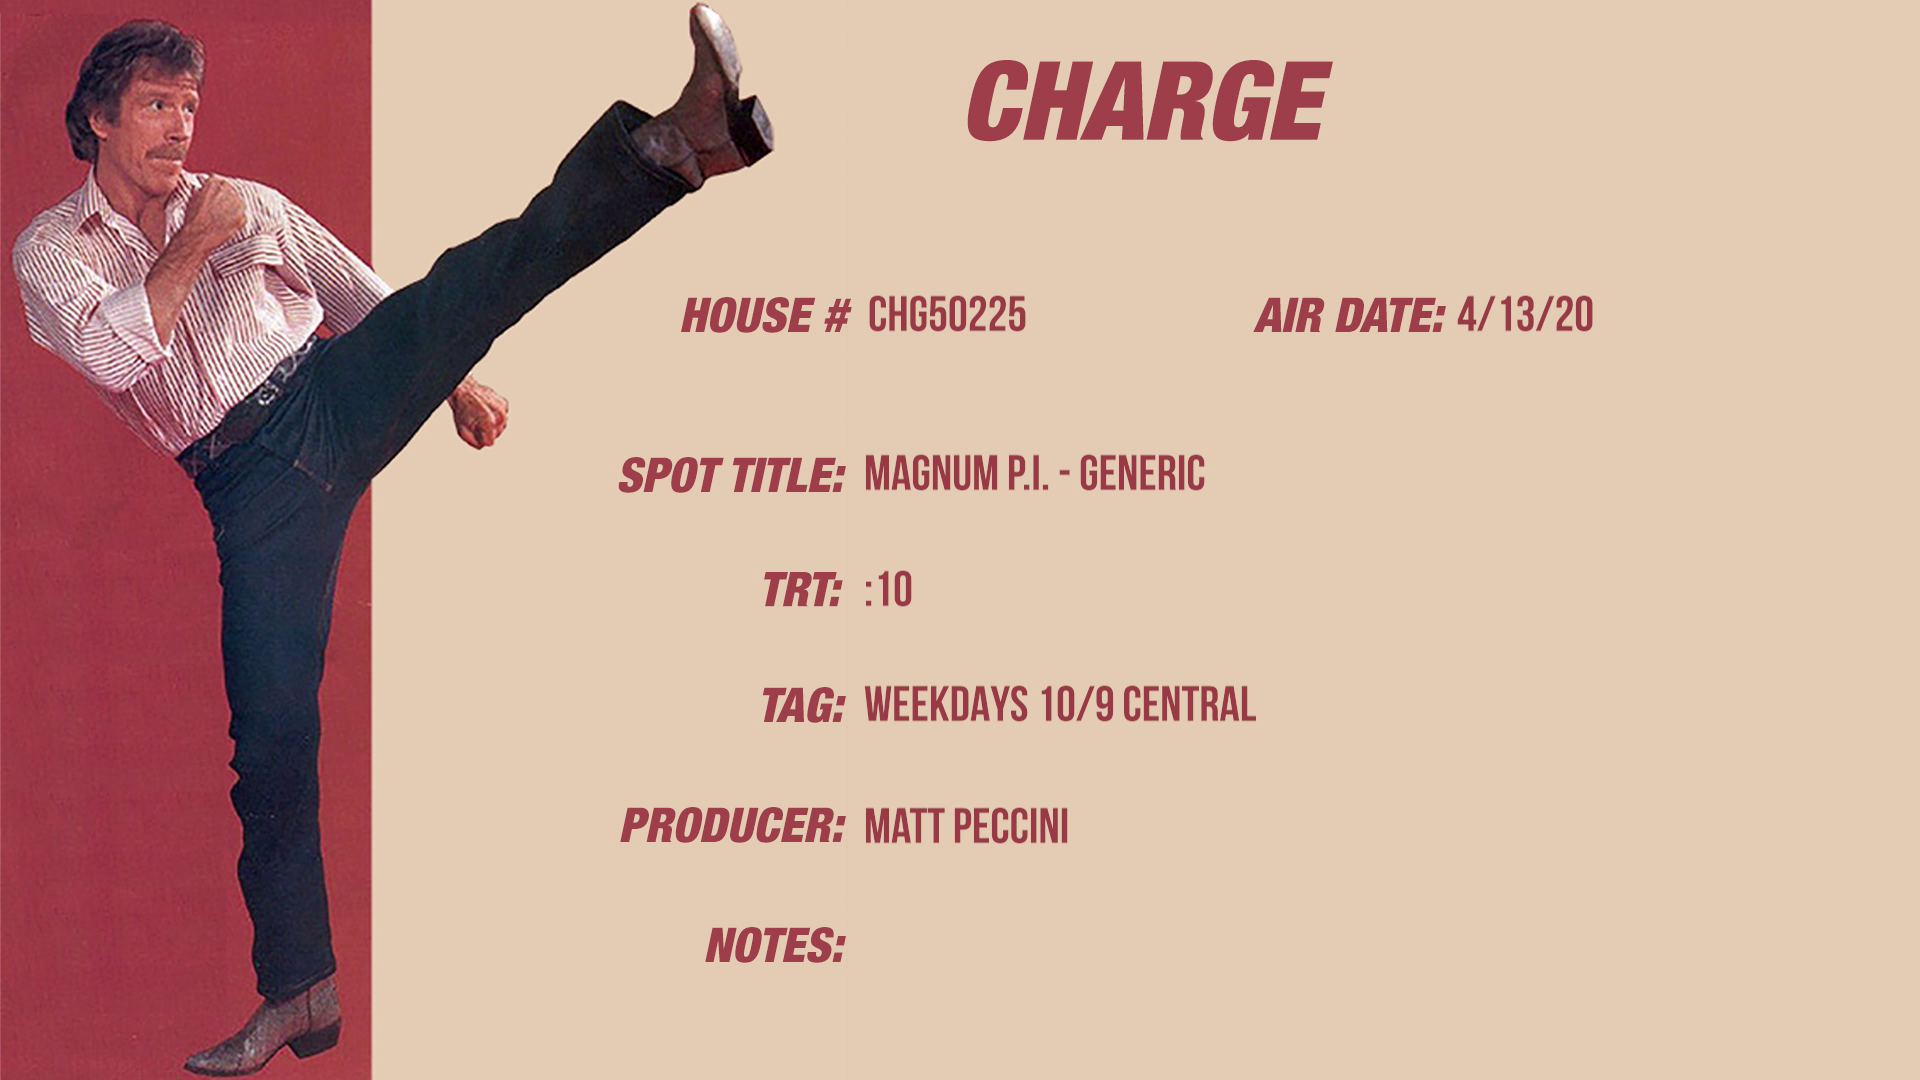 CHARGE
HOUSE # CHG50225 AIR DATE: 4/13/20
SPOT TITLE: MAGNUM P.I. - GENERIC
TRT: :10
TAG: WEEKDAYS 10/9 CENTRAL
PRODUCER: MATT PECCINI
NOTES: